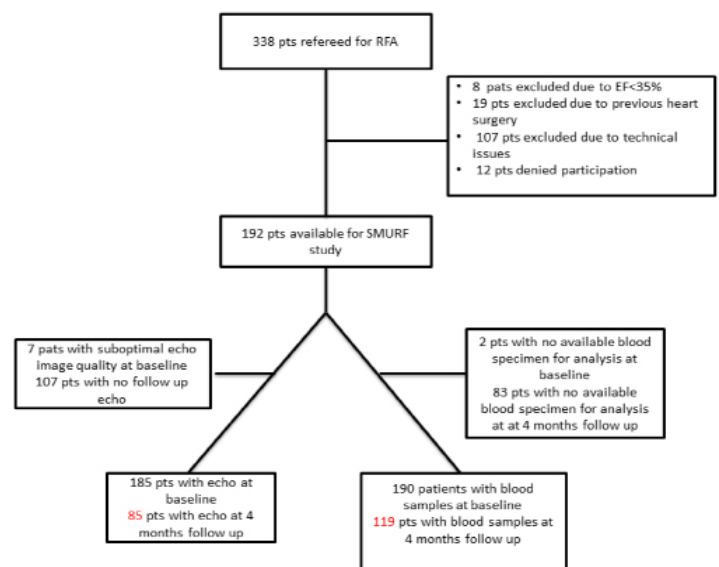 338 pts refereed for RFA
• 8 pats excluded due to EF<35%
• 19 pts excluded due to previous heart
surgery
• 107 pts excluded due to technical
issues
• 12 pts denied participation
192 pts available for SMURF
study
7 pats with suboptimal echo
image quality at baseline
107 pts with no follow up
echo
2 pts with no available blood
specimen for analysis at
baseline
83 pts with no available
blood specimen for analysis
at at 4 months follow up
185 pts with echo at
baseline
85 pts with echo at 4
months follow up
190 patients with blood
samples at baseline
119 pts with blood samples at
4 months follow up